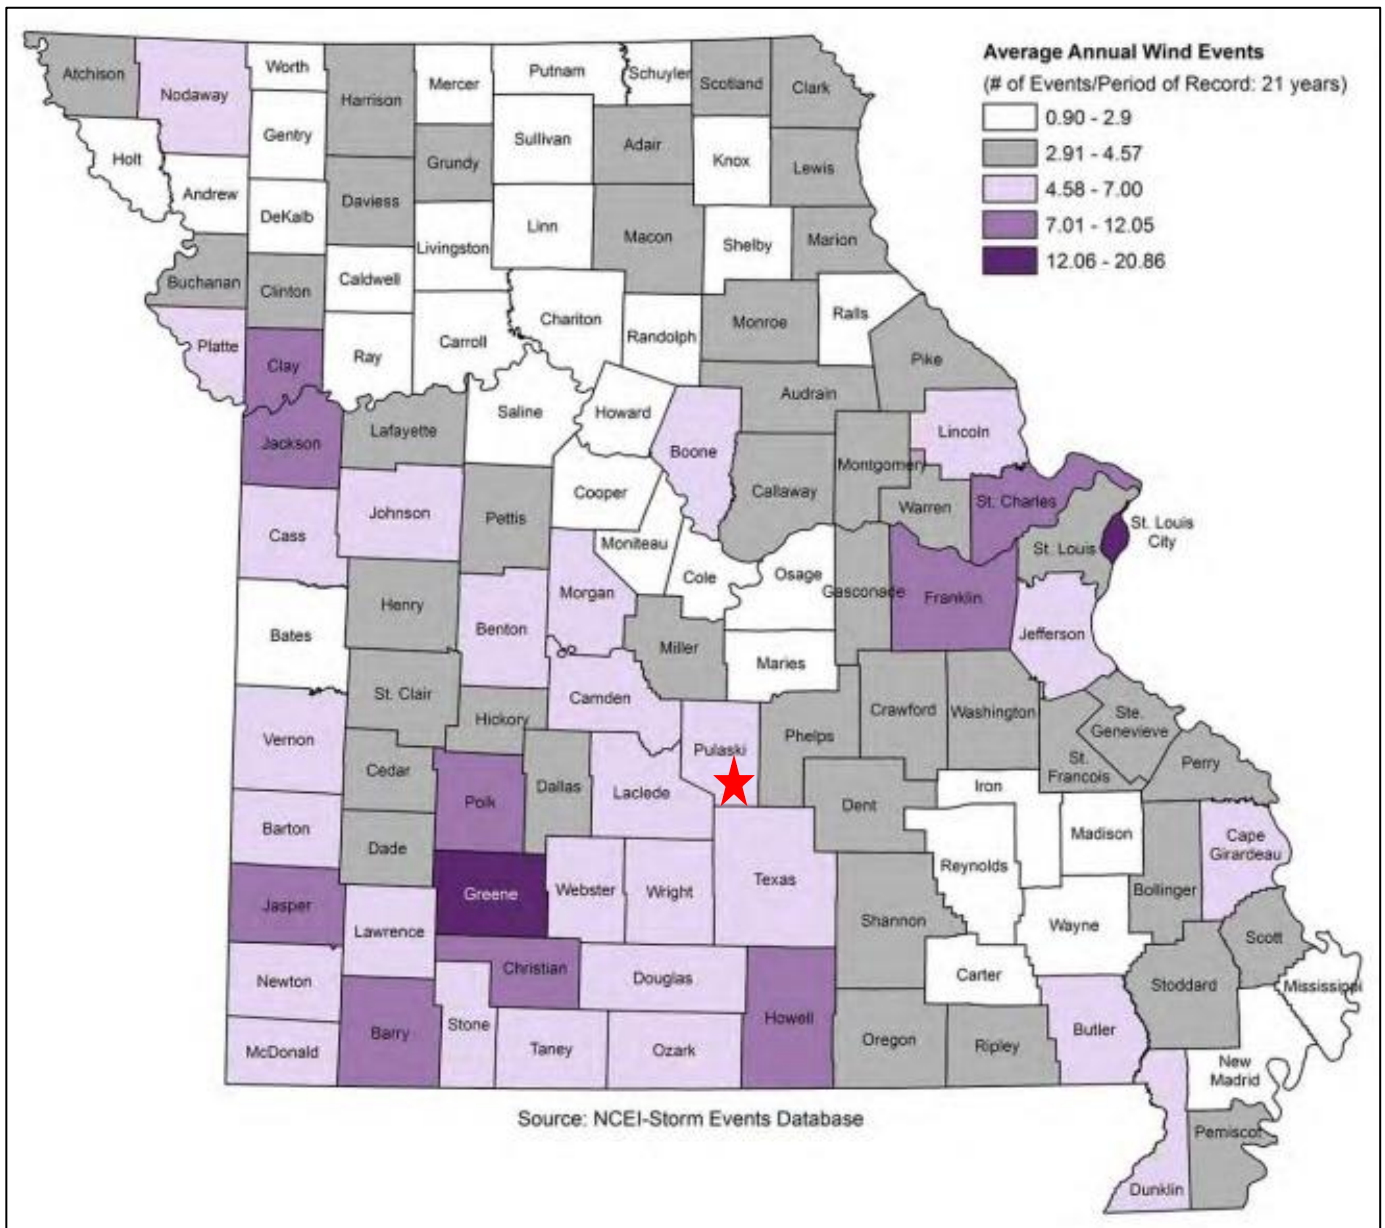 Average Annual Wind Events
(# of Events/Period of Record: 21 years)
0.90 - 2.9
2.91 - 4.57
4.58 - 7.00
7.01 - 12.05
12.06 - 20.86
Atchison
Nodaway
Worth
Harrison
Mercer
Putnam
Schuyler
Scotland
Clark
Holt
Andrew
Gentry
DeKalb
Daviess
Grundy
Sullivan
Adair
Knox
Lewis
Buchanan
Clinton
Caldwell
Livingston
Linn
Macon
Shelby
Marion
Platte
Clay
Ray
Carroll
Chariton
Randolph
Monroe
Ralls
Pike
Jackson
Lafayette
Saline
Howard
Boone
Audrain
Callaway
Montgomery
Lincoln
Warren
St. Charles
St. Louis
St. Louis
City
Cass
Johnson
Pettis
Cooper
Moniteau
Cole
Osage
Gasconade
Franklin
Jefferson
Bates
Henry
Benton
Morgan
Miller
Maries
Vernon
St. Clair
Hickory
Camden
Pulaski
Phelps
Crawford
Washington
St.
Francois
Ste.
Genevieve
Perry
Barton
Cedar
Polk
Dallas
Laclede
Dent
Iron
Madison
Cape
Girardeau
Dade
Greene
Webster
Wright
Texas
Shannon
Reynolds
Wayne
Bollinger
Scott
Jasper
Lawrence
Christian
Douglas
Howell
Carter
Stoddard
Mississippi
Newton
McDonald
Barry
Stone
Taney
Ozark
Oregon
Ripley
Butler
New
Madrid
Pemiscot
Dunklin
Source: NCEI-Storm Events Database